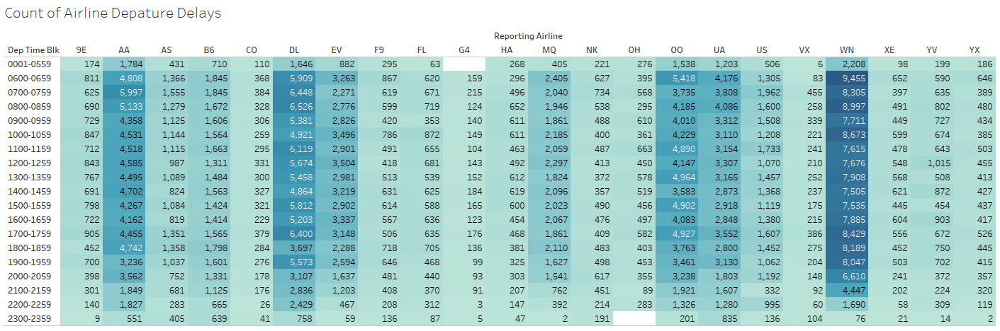 Count of Airline Depature Delays
Reporting Airline
Dep Time Blk 9E AA AS B6 CO DL EV F9 FL G4 HA MQ NK OH OO UA US VX WN XE YV YX
0001-0559 174 1,784 431 710 110 1,646 882 295 63 268 405 221 276 1,538 1,203 506 6 2,208 98 199 186
0600-0659 811 4,808 1,366 1,845 368 5,909 3,263 867 620 159 296 2,405 627 395 5,418 4,176 1,305 83 9,455 652 590 646
0700-0759 625 5,997 1,555 1,845 384 6,448 2,271 619 671 215 496 2,040 734 568 3,735 3,808 1,962 455 8,305 397 635 389
0800-0859 690 5,133 1,279 1,672 328 6,526 2,776 599 719 124 652 1,946 538 295 4,185 4,086 1,600 258 8,997 491 802 480
0900-0959 729 4,358 1,125 1,606 306 5,381 2,826 420 353 140 611 1,861 488 610 4,010 3,312 1,508 339 7,711 449 727 434
1000-1059 847 4,531 1,144 1,564 259 4,921 3,496 786 872 149 611 2,185 400 361 4,229 3,110 1,208 221 8,673 599 674 385
1100-1159 712 4,518 1,115 1,663 295 6,119 2,901 491 655 104 463 2,059 487 663 4,890 3,154 1,733 241 7,615 478 643 503
1200-1259 843 4,585 987 1,311 331 5,674 3,504 418 681 143 492 2,297 413 450 4,147 3,307 1,070 210 7,676 548 1,015 455
1300-1359 767 4,495 1,089 1,484 300 5,458 2,981 513 539 152 612 1,824 372 578 4,964 3,165 1,457 252 7,908 568 508 413
1400-1459 691 4,702 824 1,563 327 4,864 3,219 631 625 184 619 2,096 357 519 3,583 2,873 1,368 237 7,505 621 872 427
1500-1559 798 4,267 1,084 1,424 321 5,812 2,902 614 588 165 600 2,023 490 456 4,902 2,918 1,119 175 7,535 445 454 437
1600-1659 722 4,162 819 1,414 229 5,203 3,337 567 636 123 454 2,067 476 497 4,083 2,848 1,380 215 7,885 604 903 417
1700-1759 905 4,455 1,351 1,565 379 6,400 3,148 506 635 176 468 1,861 409 582 4,927 3,552 1,607 386 8,429 556 672 526
1800-1859 452 4,742 1,358 1,798 284 3,697 2,288 718 705 136 381 2,110 483 403 3,763 2,800 1,452 275 8,189 452 750 445
1900-1959 700 3,236 1,037 1,601 276 5,573 2,594 646 468 99 325 1,627 498 453 3,461 3,130 1,062 204 8,047 503 702 415
2000-2059 398 3,562 752 1,331 178 3,107 1,637 481 440 93 303 1,541 617 355 3,238 1,803 1,192 148 6,610 241 372 357
2100-2159 301 1,849 681 1,125 176 2,836 1,203 408 370 91 207 762 451 89 1,921 1,607 332 92 4,447 202 224 320
2200-2259 140 1,827 283 665 26 2,429 467 208 312 3 147 392 214 283 1,326 1,280 995 60 1,690 58 309 119
2300-2359 9 551 405 639 41 758 59 136 87 5 47 2 191 201 835 136 104 76 21 14 2